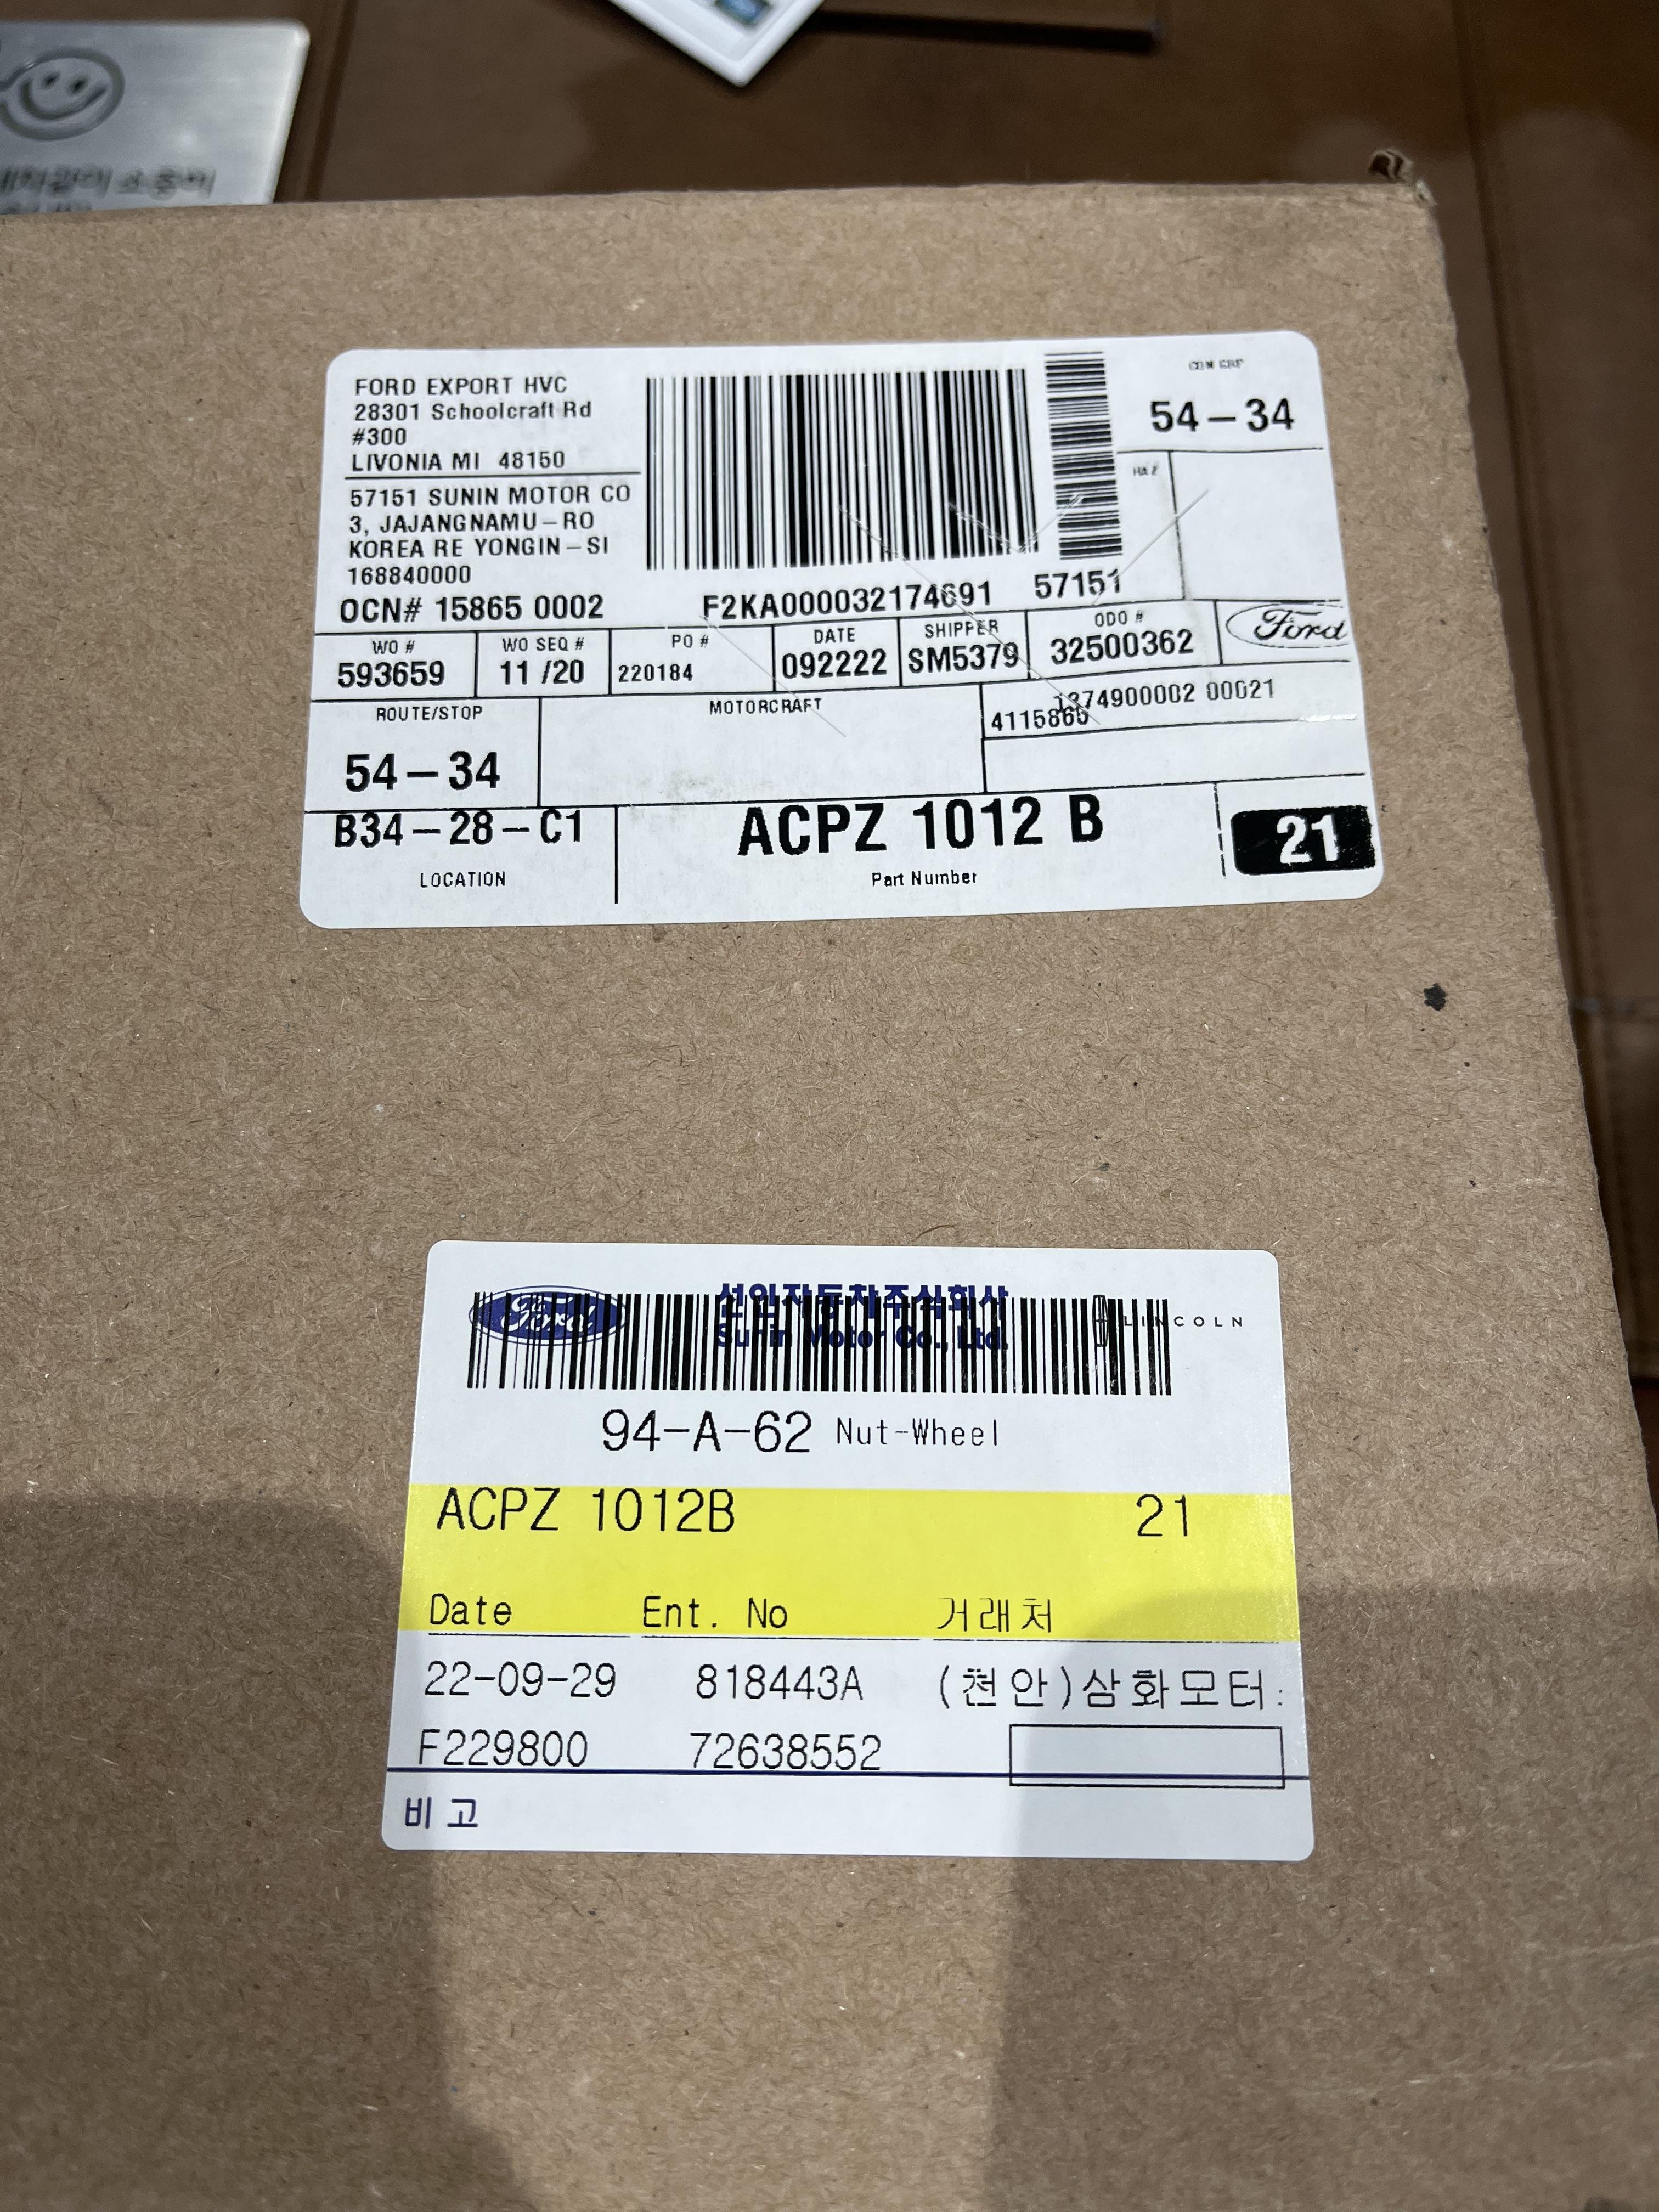 FORD EXPORT HVC
28301 Schoolcraft Rd
#300
LIVONIA MI 48150
57151 SUNIN MOTOR CO
3, JAJANGNAMU-RO
KOREA RE YONGIN-SI
168840000
OCN# 15865 0002
F2KA000032174691 57151
54-34
HAZ
WO # WO SEQ # PO # DATE SHIPPER ODO #
593659 11/20 220184 092222 SM5379 32500362
Ford
ROUTE/STOP MOTORCRAFT
1374900002 00021
4115865
54-34
B34-28-C1 ACPZ 1012 B 21
LOCATION Part Number
Ford 선인자동차주식회사 LINCOLN
Sunin Motor Co., Ltd.
94-A-62 Nut-Wheel
ACPZ 1012B 21
Date Ent. No 거래처
22-09-29 818443A (천안)삼화모터:
F229800 72638552
비고